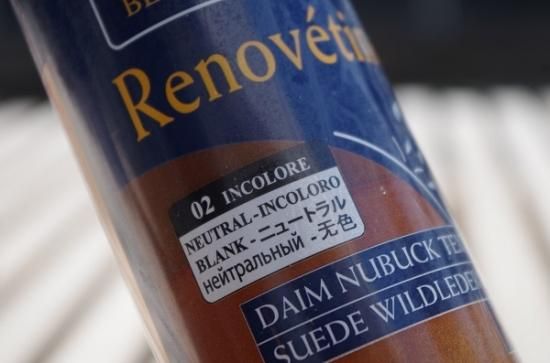 Renovétin
02 INCOLORE
NEUTRAL-INCOLORO
BLANK-ニュートラル
нейтральный-无色
DAIM NUBUCK TE
SUEDE WILDLEDE